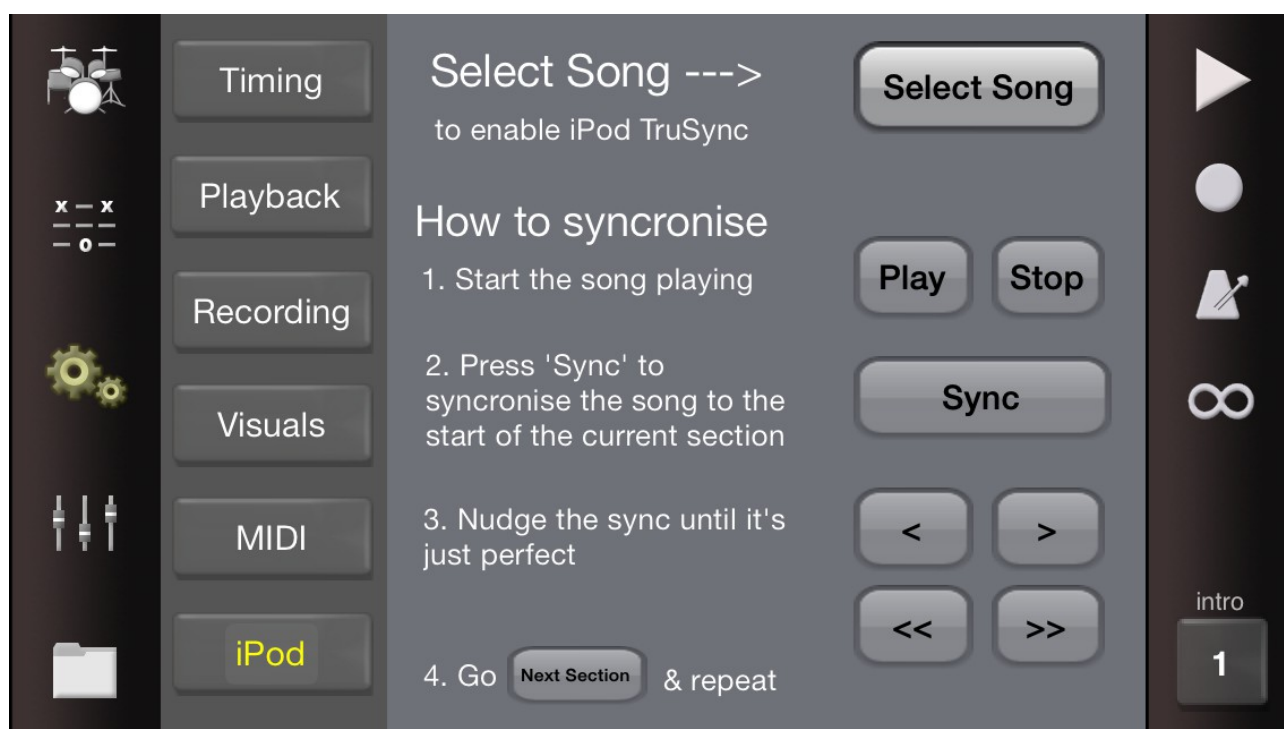 Timing
Playback
Recording
Visuals
MIDI
iPod
Select Song --->
to enable iPod TruSync
Select Song
How to syncronise
1. Start the song playing
Play
Stop
2. Press 'Sync' to
syncronise the song to the
start of the current section
Sync
3. Nudge the sync until it's
just perfect
<
>
<<
>>
4. Go Next Section & repeat
x – x
– – –
– o –
intro
1